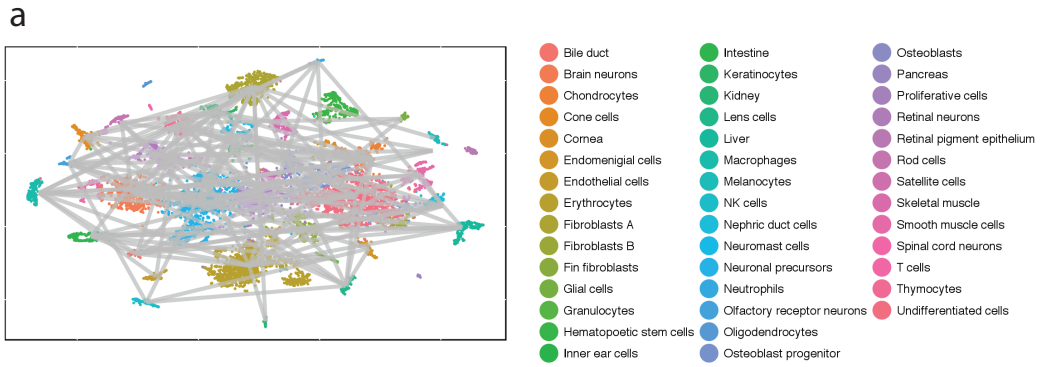 a
Bile duct
Brain neurons
Chondrocytes
Cone cells
Cornea
Endomenigial cells
Endothelial cells
Erythrocytes
Fibroblasts A
Fibroblasts B
Fin fibroblasts
Glial cells
Granulocytes
Hematopoetic stem cells
Inner ear cells
Intestine
Keratinocytes
Kidney
Lens cells
Liver
Macrophages
Melanocytes
NK cells
Nephric duct cells
Neuromast cells
Neuronal precursors
Neutrophils
Olfactory receptor neurons
Oligodendrocytes
Osteoblast progenitor
Osteoblasts
Pancreas
Proliferative cells
Retinal neurons
Retinal pigment epithelium
Rod cells
Satellite cells
Skeletal muscle
Smooth muscle cells
Spinal cord neurons
T cells
Thymocytes
Undifferentiated cells